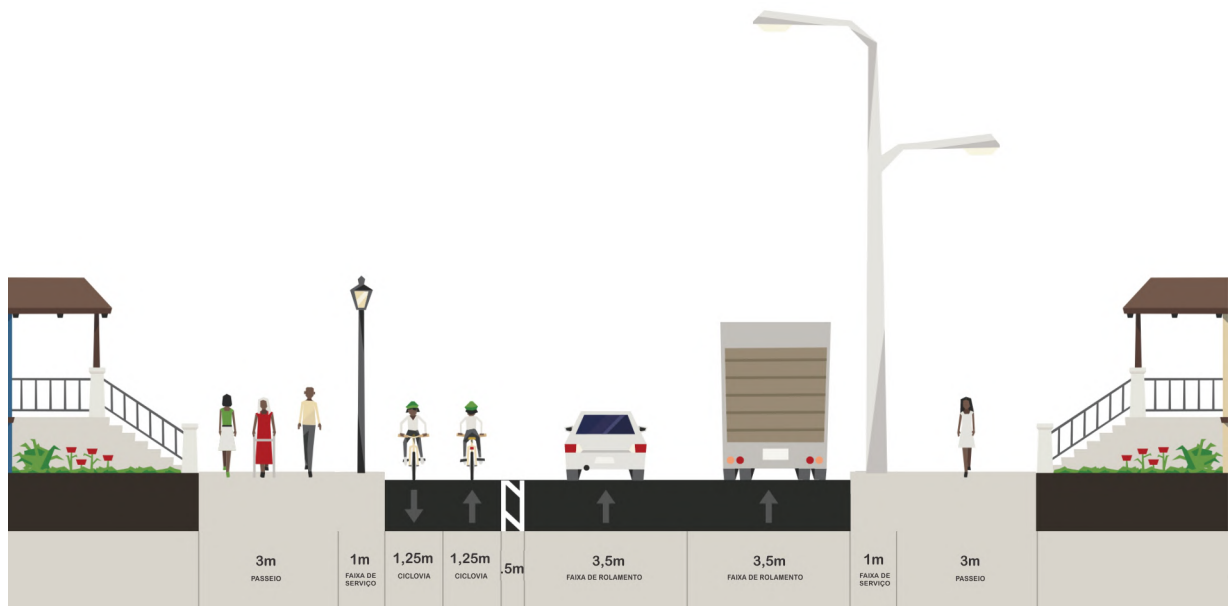 3m
PASSEIO
1m
FAIXA DE
SERVIÇO
1,25m
CICLOVIA
1,25m
CICLOVIA
.5m
3,5m
FAIXA DE ROLAMENTO
3,5m
FAIXA DE ROLAMENTO
1m
FAIXA DE
SERVIÇO
3m
PASSEIO